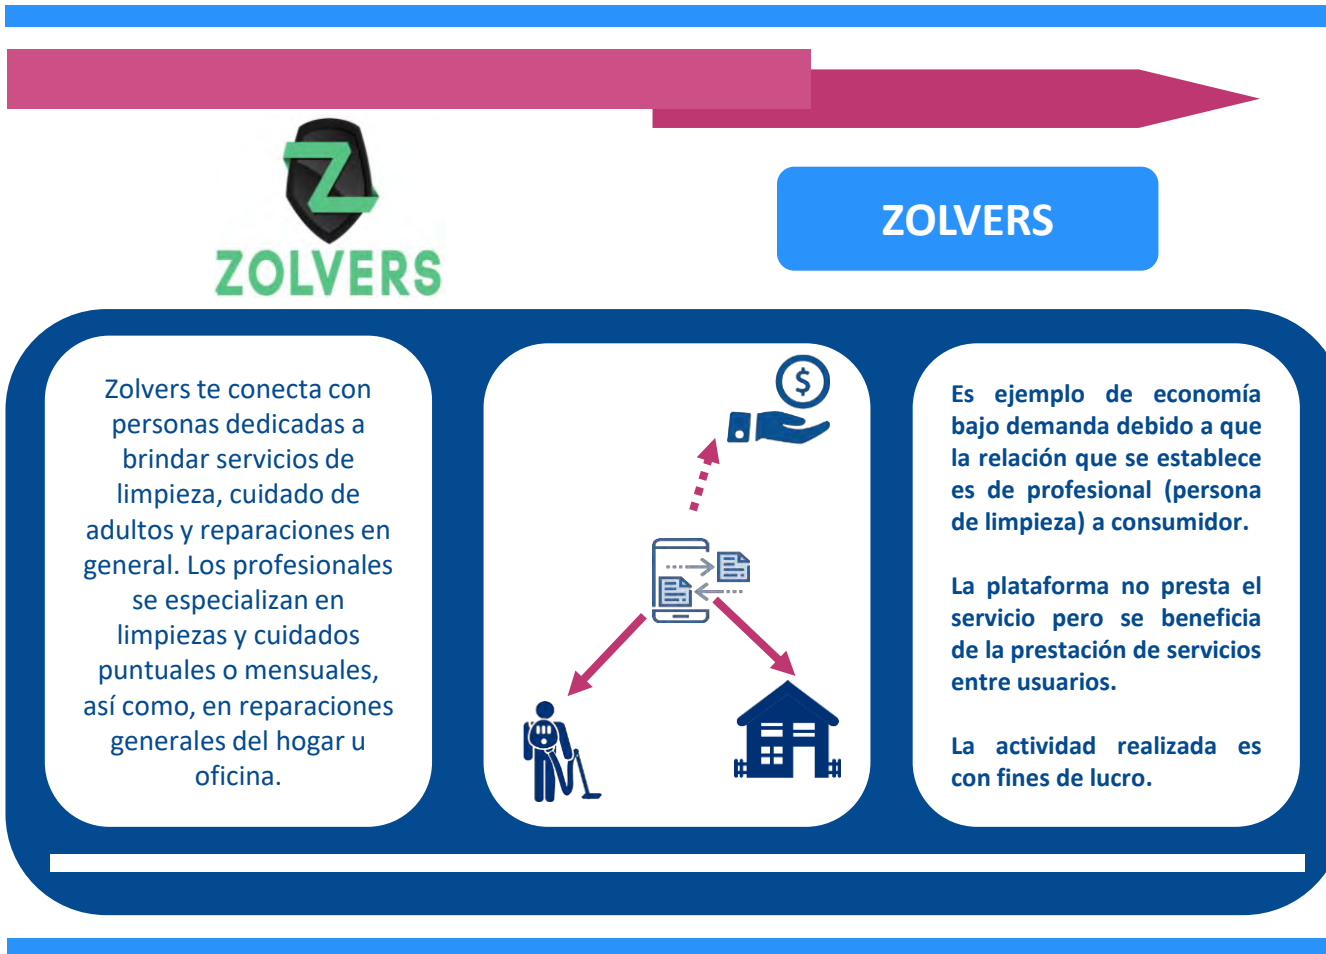 ZOLVERS
ZOLVERS
Zolvers te conecta con
personas dedicadas a
brindar servicios de
limpieza, cuidado de
adultos y reparaciones en
general. Los profesionales
se especializan en
limpiezas y cuidados
puntuales o mensuales,
así como, en reparaciones
generales del hogar u
oficina.
$
Es ejemplo de economía
bajo demanda debido a que
la relación que se establece
es de profesional (persona
de limpieza) a consumidor.
La plataforma no presta el
servicio pero se beneficia
de la prestación de servicios
entre usuarios.
La actividad realizada es
con fines de lucro.